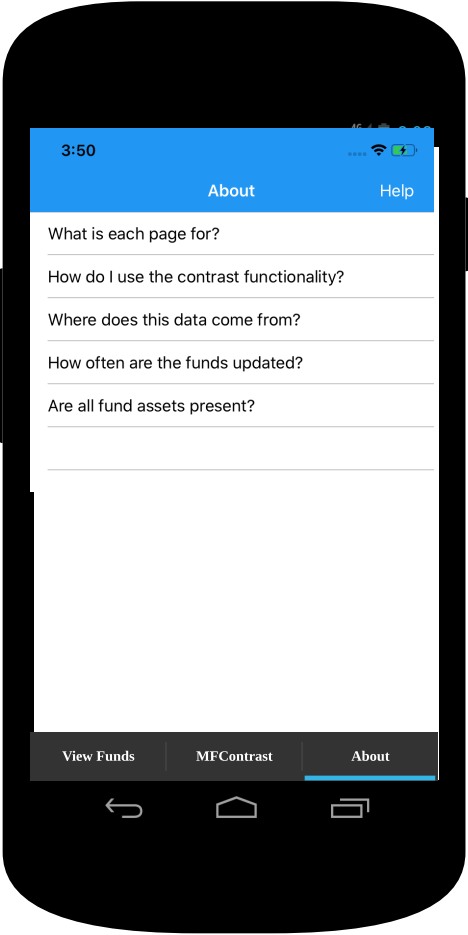 3:50
About
Help
What is each page for?
How do I use the contrast functionality?
Where does this data come from?
How often are the funds updated?
Are all fund assets present?
View Funds
MFContrast
About